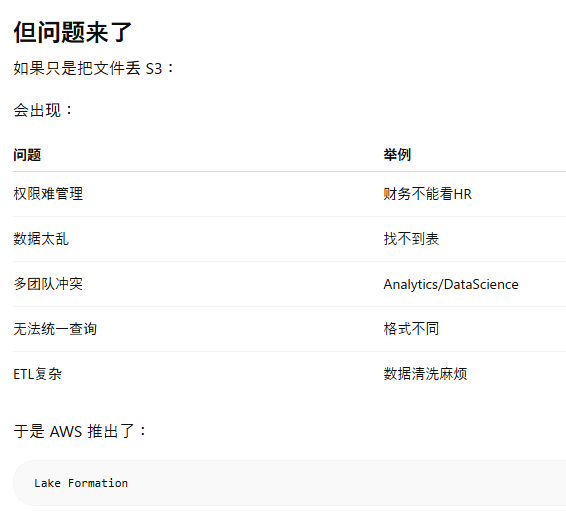 但问题来了
如果只是把文件丢 S3：
会出现：
问题 举例
权限难管理 财务不能看HR
数据太乱 找不到表
多团队冲突 Analytics/DataScience
无法统一查询 格式不同
ETL复杂 数据清洗麻烦
于是 AWS 推出了：
Lake Formation